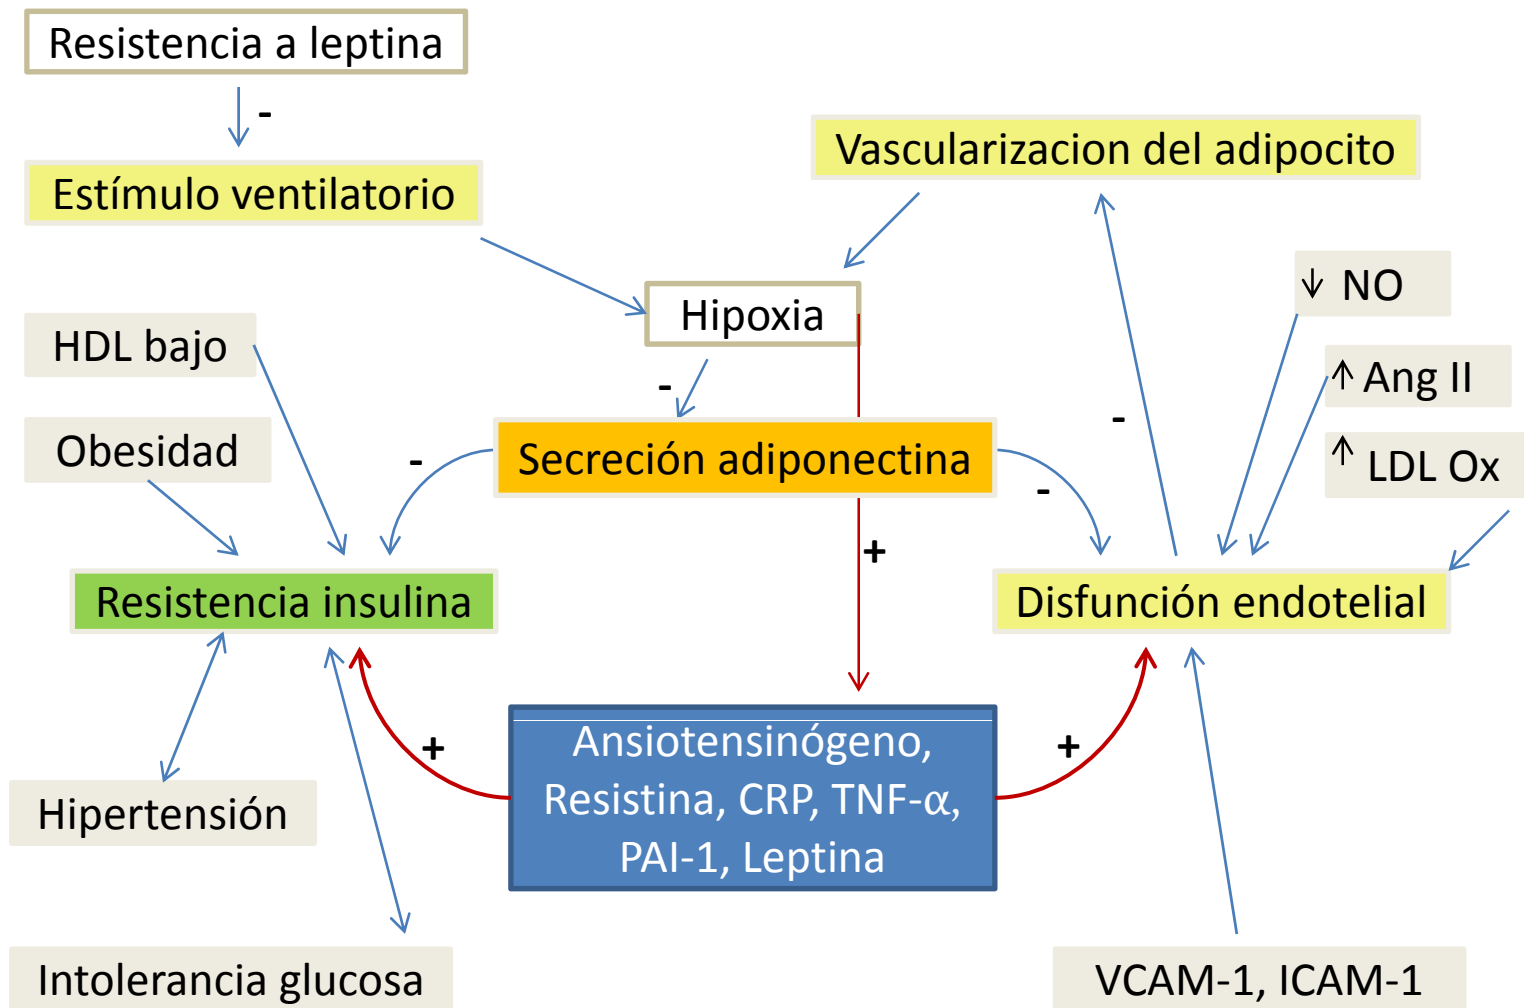 Resistencia a leptina
-
Vascularizacion del adipocito
Estímulo ventilatorio
↓ NO
Hipoxia
HDL bajo
-
↑ Ang II
-
Obesidad
-
Secreción adiponectina
-
↑ LDL Ox
+
Resistencia insulina
Disfunción endotelial
+
Ansiotensinógeno,
Resistina, CRP, TNF-α,
PAI-1, Leptina
+
Hipertensión
Intolerancia glucosa
VCAM-1, ICAM-1